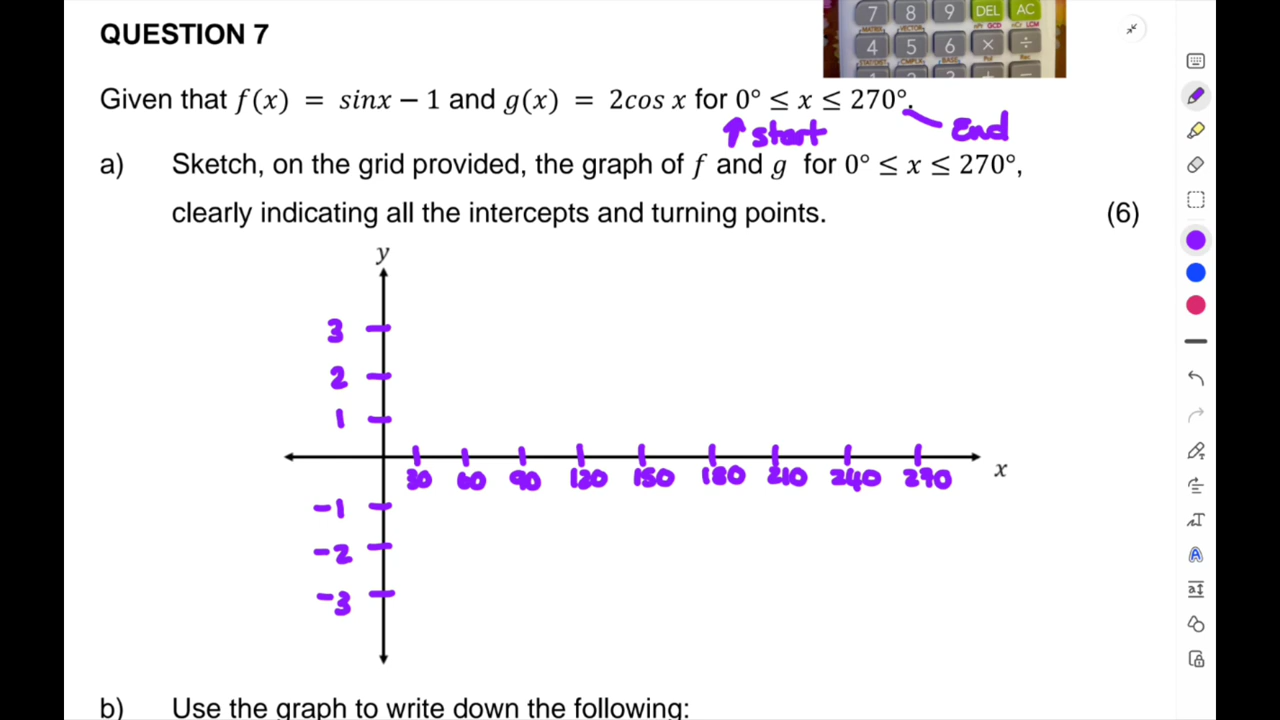 QUESTION 7
7 8 9 DEL AC
4 5 6 × ÷
Given that f(x) = sinx − 1 and g(x) = 2cos x for 0° ≤ x ≤ 270°.
start End
a) Sketch, on the grid provided, the graph of f and g for 0° ≤ x ≤ 270°,
clearly indicating all the intercepts and turning points. (6)
y
3
2
1
30 60 90 120 150 180 210 240 270
x
-1
-2
-3
b) Use the graph to write down the following: